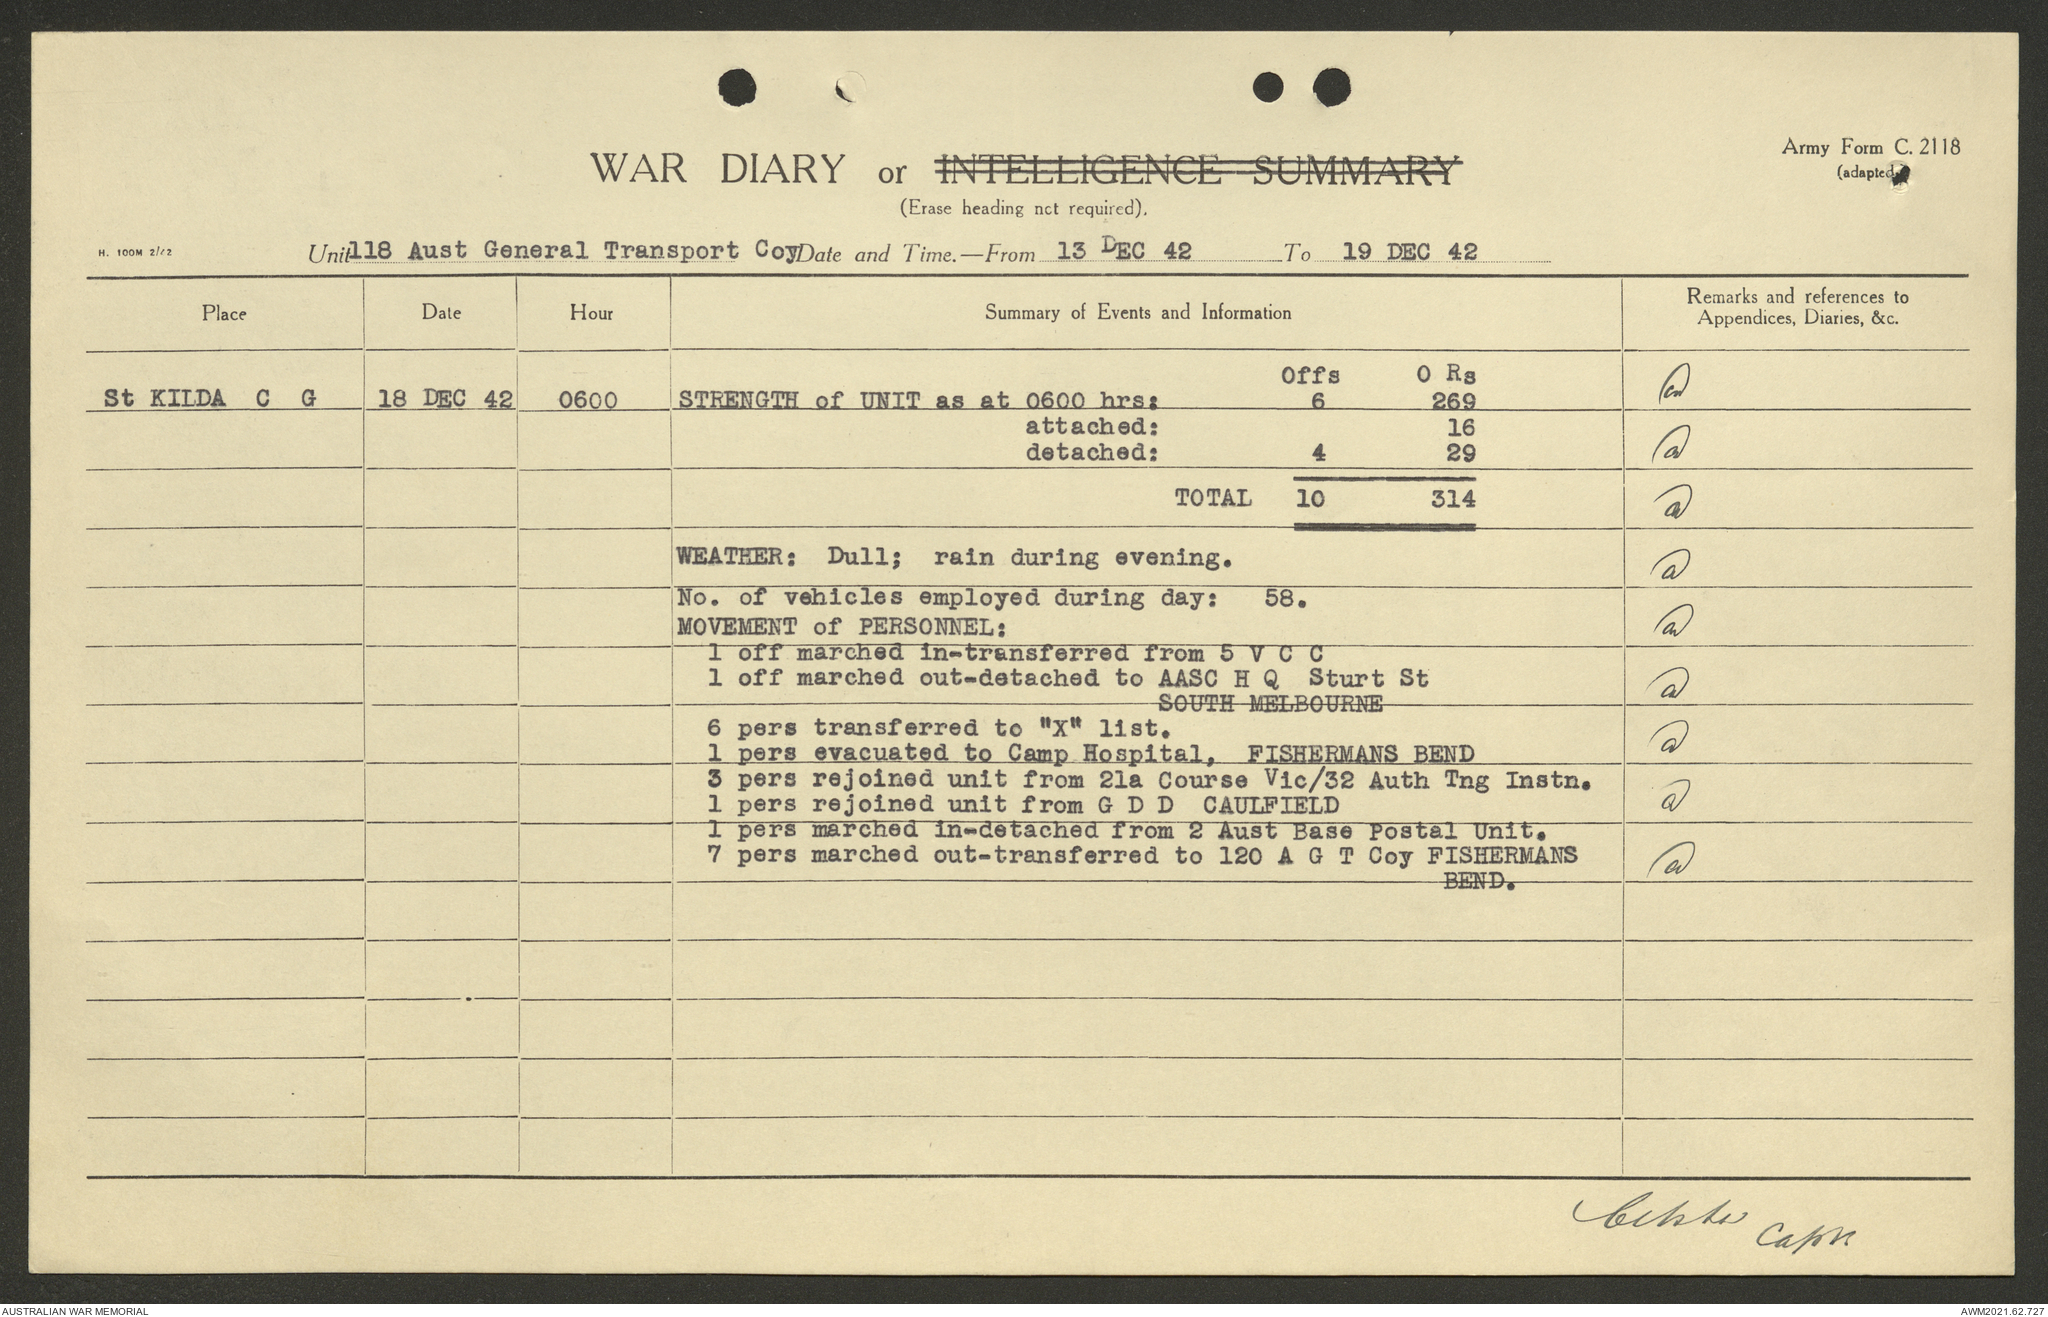 Army Form C. 2118
(adapted)
WAR DIARY or INTELLIGENCE SUMMARY
(Erase heading not required).
H. 100M 2/42
Unit 118 Aust General Transport Coy Date and Time.—From 13 DEC 42 To 19 DEC 42
Place Date Hour Summary of Events and Information Remarks and references to
Appendices, Diaries, &c.
Offs O Rs
St KILDA C G 18 DEC 42 0600 STRENGTH of UNIT as at 0600 hrs: 6 269
attached: 16
detached: 4 29
TOTAL 10 314
WEATHER: Dull; rain during evening.
No. of vehicles employed during day: 58.
MOVEMENT of PERSONNEL:
1 off marched in-transferred from 5 V C C
1 off marched out-detached to AASC H Q Sturt St
SOUTH MELBOURNE
6 pers transferred to "X" list.
1 pers evacuated to Camp Hospital, FISHERMANS BEND
3 pers rejoined unit from 21a Course Vic/32 Auth Tng Instn.
1 pers rejoined unit from G D D CAULFIELD
1 pers marched in-detached from 2 Aust Base Postal Unit.
7 pers marched out-transferred to 120 A G T Coy FISHERMANS
BEND.
Capt
AUSTRALIAN WAR MEMORIAL
AWM2021.62.727